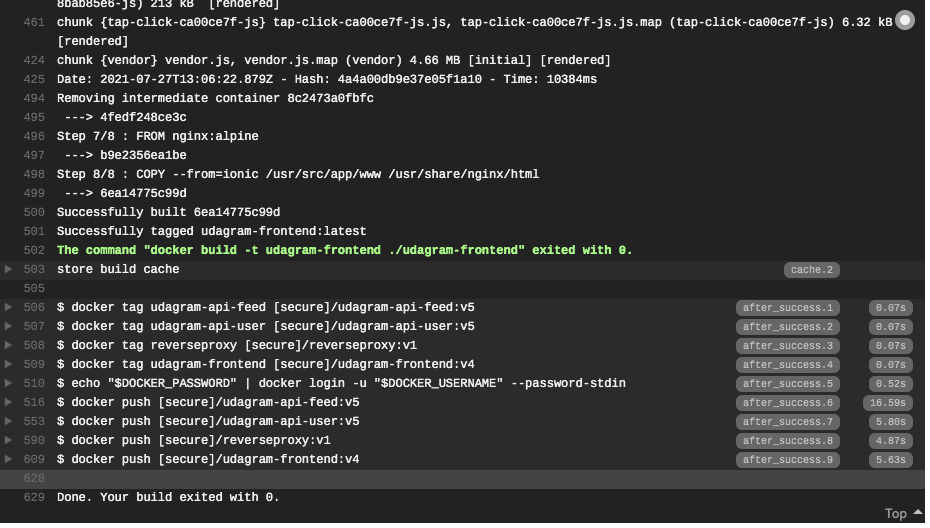 8bab85e6-js) 213 kB  [rendered]
461 chunk {tap-click-ca00ce7f-js} tap-click-ca00ce7f-js.js, tap-click-ca00ce7f-js.js.map (tap-click-ca00ce7f-js) 6.32 kB
[rendered]
424 chunk {vendor} vendor.js, vendor.js.map (vendor) 4.66 MB [initial] [rendered]
425 Date: 2021-07-27T13:06:22.879Z - Hash: 4a4a00db9e37e05f1a10 - Time: 10384ms
494 Removing intermediate container 8c2473a0fbfc
495  ---> 4fedf248ce3c
496 Step 7/8 : FROM nginx:alpine
497  ---> b9e2356ea1be
498 Step 8/8 : COPY --from=ionic /usr/src/app/www /usr/share/nginx/html
499  ---> 6ea14775c99d
500 Successfully built 6ea14775c99d
501 Successfully tagged udagram-frontend:latest
502 The command "docker build -t udagram-frontend ./udagram-frontend" exited with 0.
503 store build cache cache.2
505
506 $ docker tag udagram-api-feed [secure]/udagram-api-feed:v5 after_success.1 0.07s
507 $ docker tag udagram-api-user [secure]/udagram-api-user:v5 after_success.2 0.07s
508 $ docker tag reverseproxy [secure]/reverseproxy:v1 after_success.3 0.07s
509 $ docker tag udagram-frontend [secure]/udagram-frontend:v4 after_success.4 0.07s
510 $ echo "$DOCKER_PASSWORD" | docker login -u "$DOCKER_USERNAME" --password-stdin after_success.5 0.52s
516 $ docker push [secure]/udagram-api-feed:v5 after_success.6 16.59s
553 $ docker push [secure]/udagram-api-user:v5 after_success.7 5.80s
590 $ docker push [secure]/reverseproxy:v1 after_success.8 4.87s
609 $ docker push [secure]/udagram-frontend:v4 after_success.9 5.63s
628
629 Done. Your build exited with 0.
Top